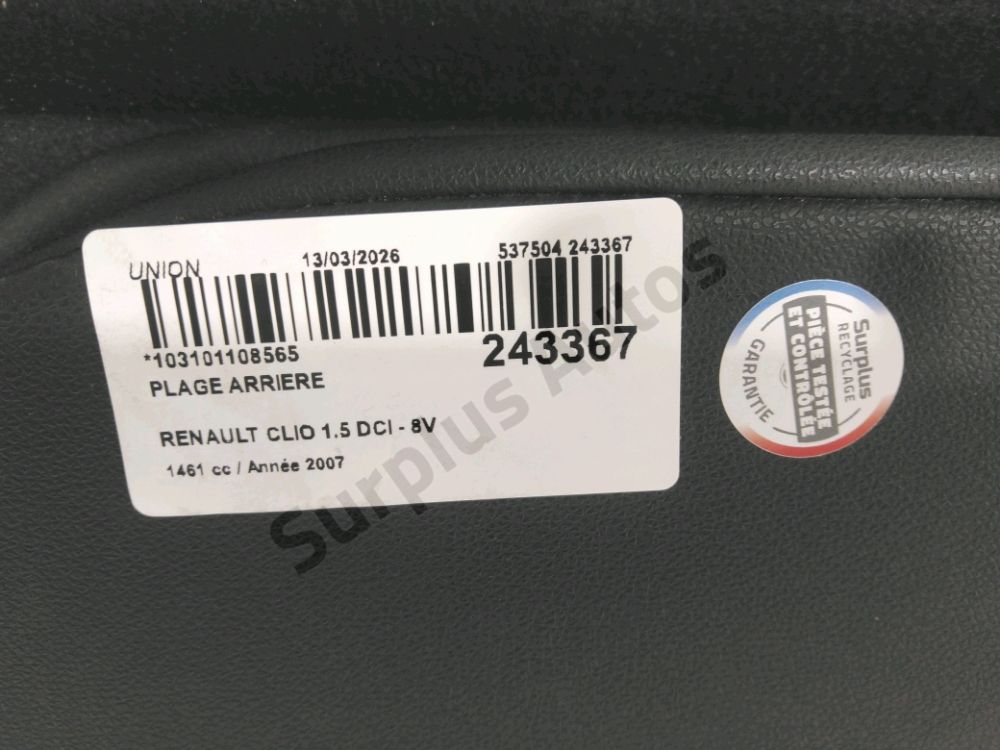 UNION 13/03/2026 537504 243367
*103101108565 243367
PLAGE ARRIERE
RENAULT CLIO 1.5 DCI - 8V
1461 cc / Année 2007
Surplus
RECYCLAGE
PIÈCE TESTÉE
ET CONTRÔLÉE
GARANTIE
Surplus Autos